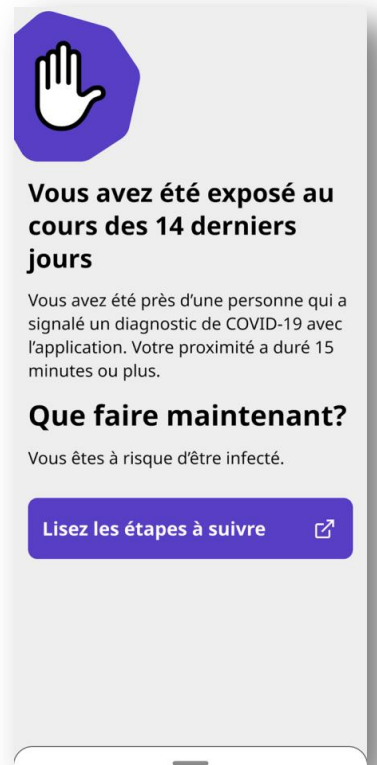 Vous avez été exposé au
cours des 14 derniers
jours
Vous avez été près d’une personne qui a
signalé un diagnostic de COVID-19 avec
l’application. Votre proximité a duré 15
minutes ou plus.
Que faire maintenant?
Vous êtes à risque d’être infecté.
Lisez les étapes à suivre